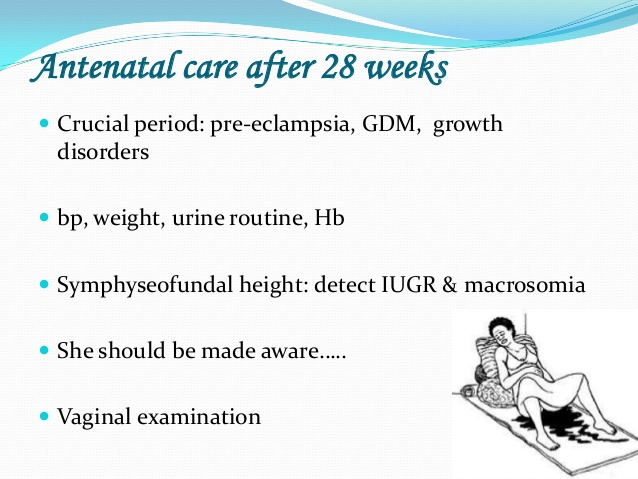 Antenatal care after 28 weeks
• Crucial period: pre-eclampsia, GDM, growth
disorders
• bp, weight, urine routine, Hb
• Symphyseofundal height: detect IUGR & macrosomia
• She should be made aware.....
• Vaginal examination